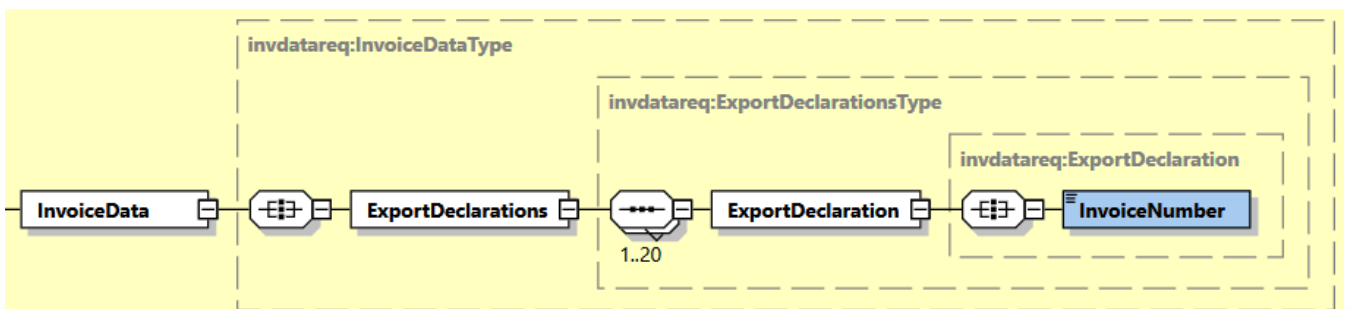 invdatareq:InvoiceDataType
invdatareq:ExportDeclarationsType
invdatareq:ExportDeclaration
InvoiceData
ExportDeclarations
ExportDeclaration
InvoiceNumber
1..20